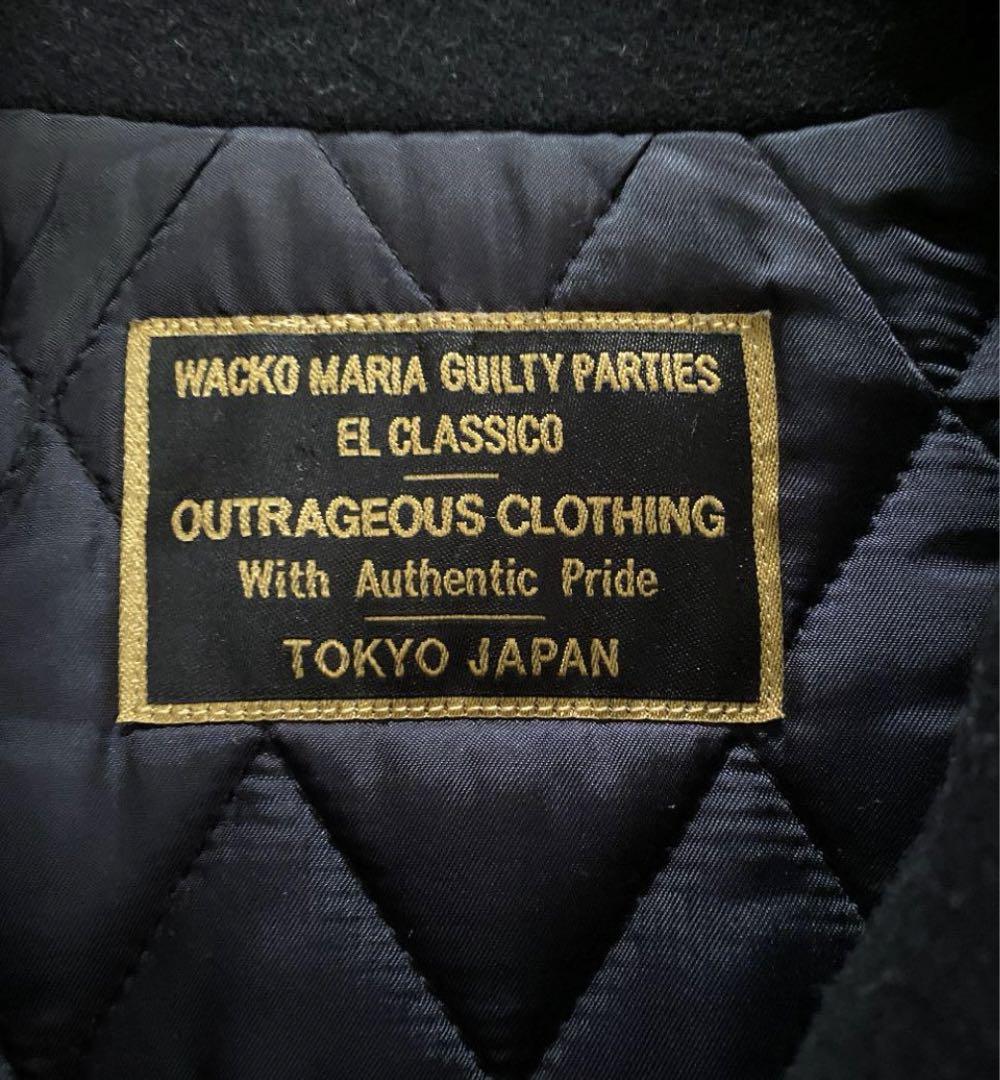 WACKO MARIA GUILTY PARTIES
EL CLASSICO
OUTRAGEOUS CLOTHING
With Authentic Pride
TOKYO JAPAN